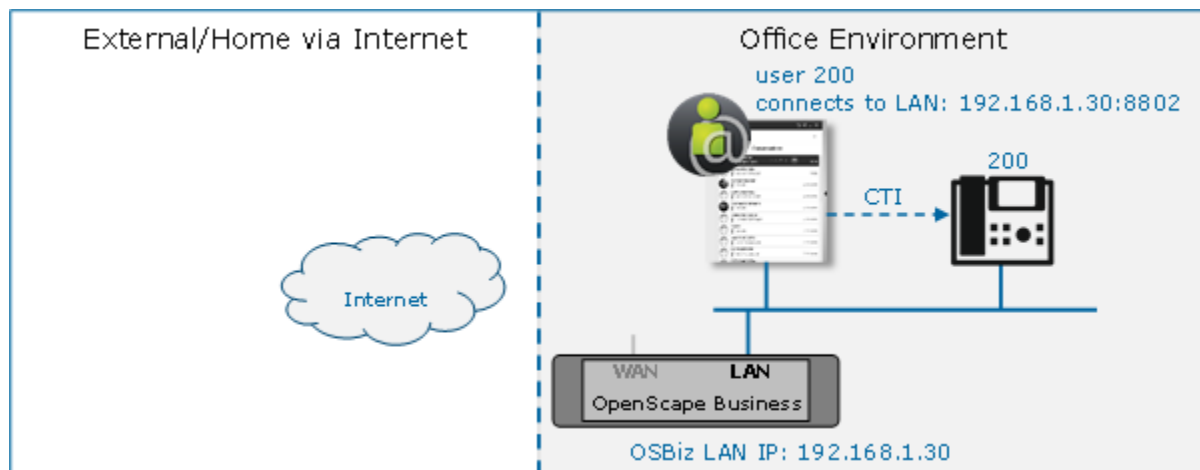 External/Home via Internet
Office Environment
user 200
connects to LAN: 192.168.1.30:8802
@
200
CTI
Internet
WAN
LAN
OpenScape Business
OSBiz LAN IP: 192.168.1.30